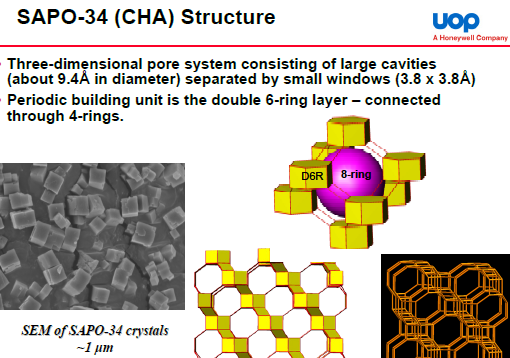 SAPO-34 (CHA) Structure
uop
A Honeywell Company
Three-dimensional pore system consisting of large cavities
(about 9.4Å in diameter) separated by small windows (3.8 x 3.8Å)
Periodic building unit is the double 6-ring layer – connected
through 4-rings.
D6R
8-ring
SEM of SAPO-34 crystals
~1 μm